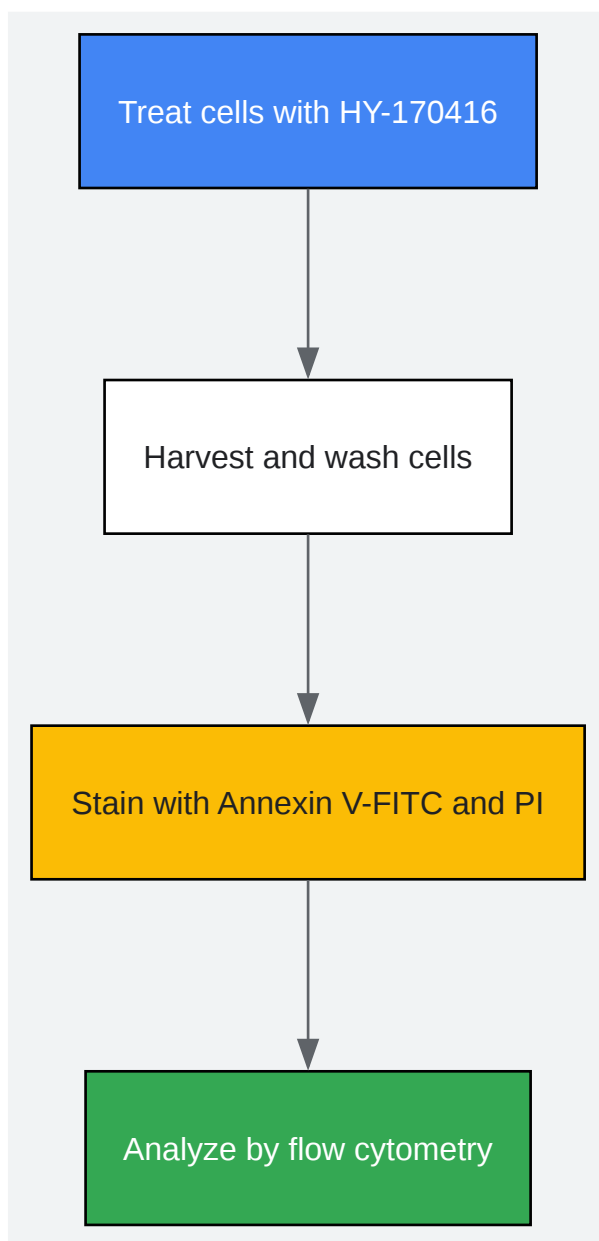 Treat cells with HY-170416
Harvest and wash cells
Stain with Annexin V-FITC and PI
Analyze by flow cytometry